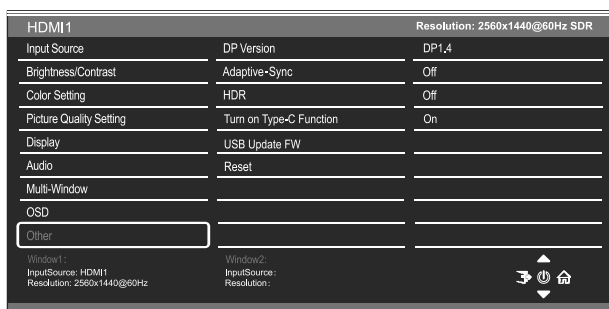 HDMI1 Resolution: 2560x1440@60Hz SDR
Input Source DP Version DP1.4
Brightness/Contrast Adaptive-Sync Off
Color Setting HDR Off
Picture Quality Setting Turn on Type-C Function On
Display USB Update FW
Audio Reset
Multi-Window
OSD
Other
Window1: Window2:
InputSource: HDMI1 InputSource:
Resolution: 2560x1440@60Hz Resolution: